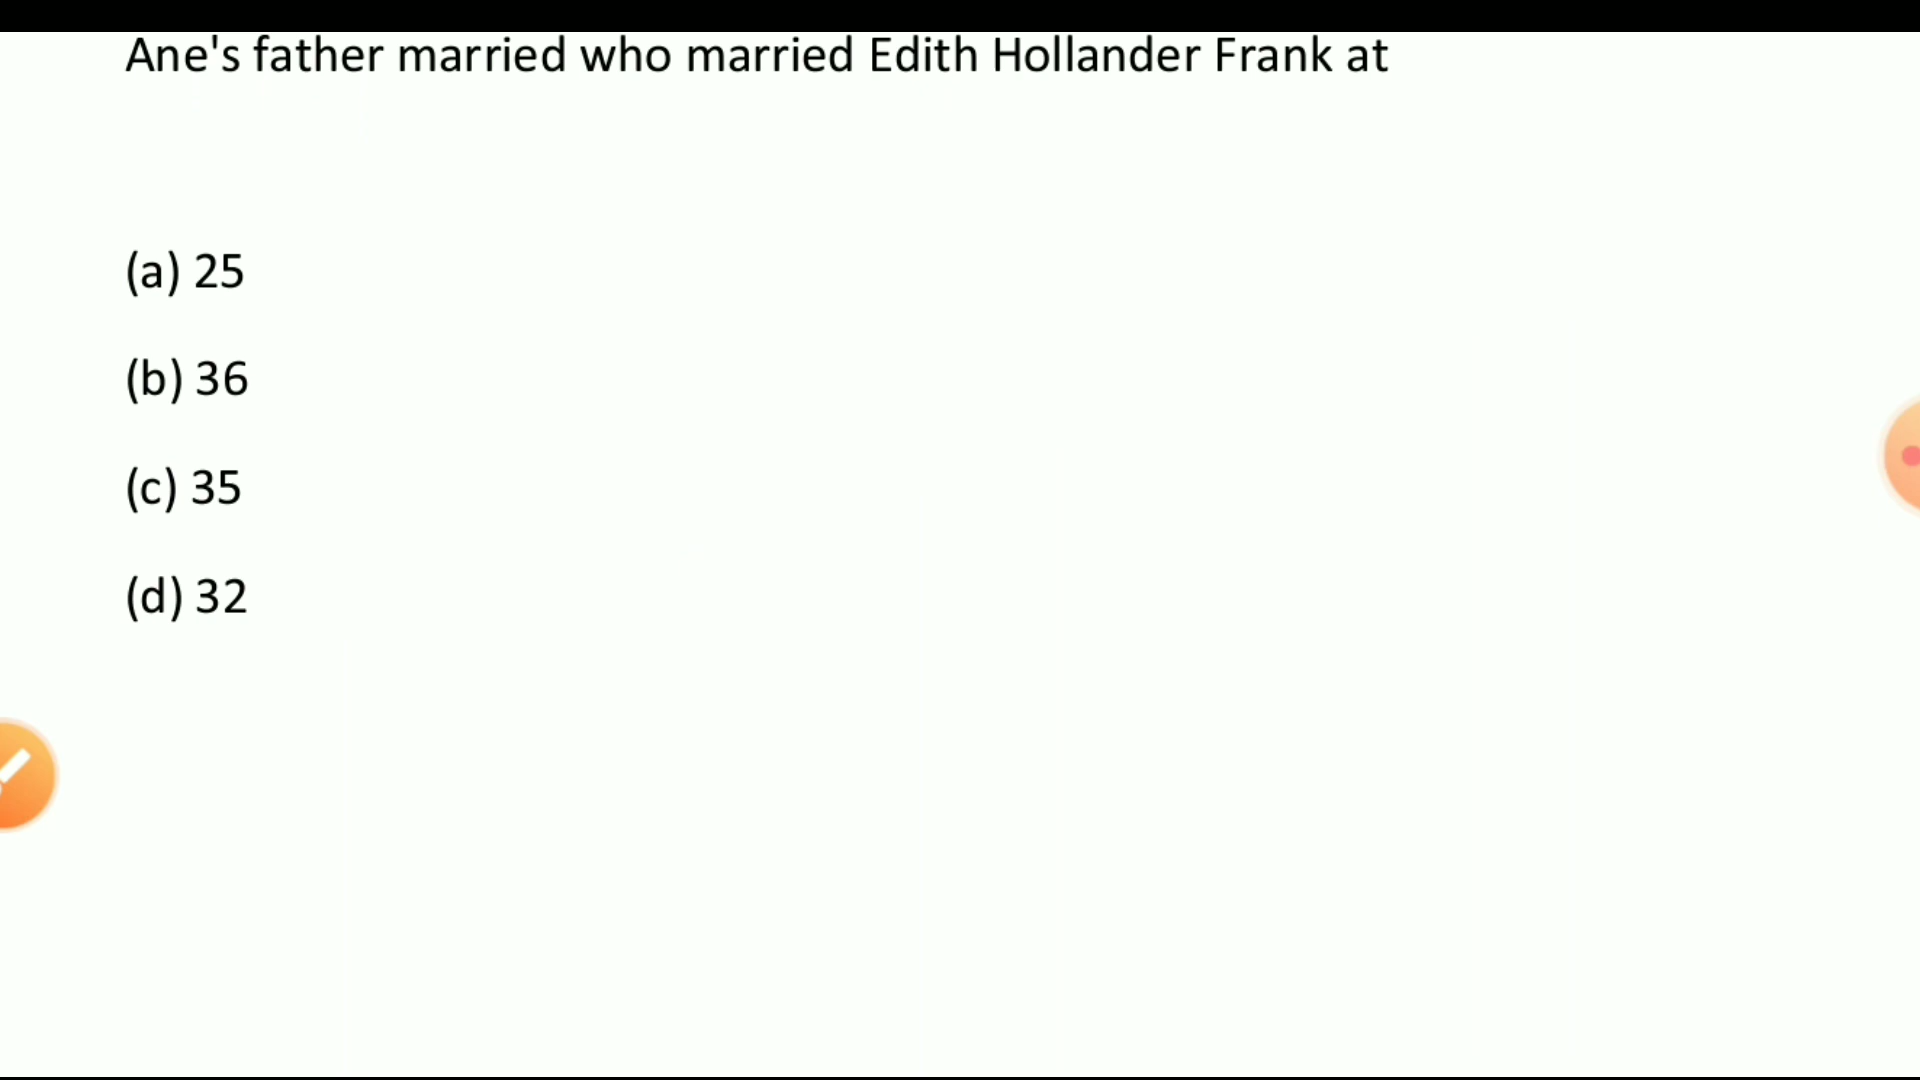 Ane's father married who married Edith Hollander Frank at
(a) 25
(b) 36
(c) 35
(d) 32